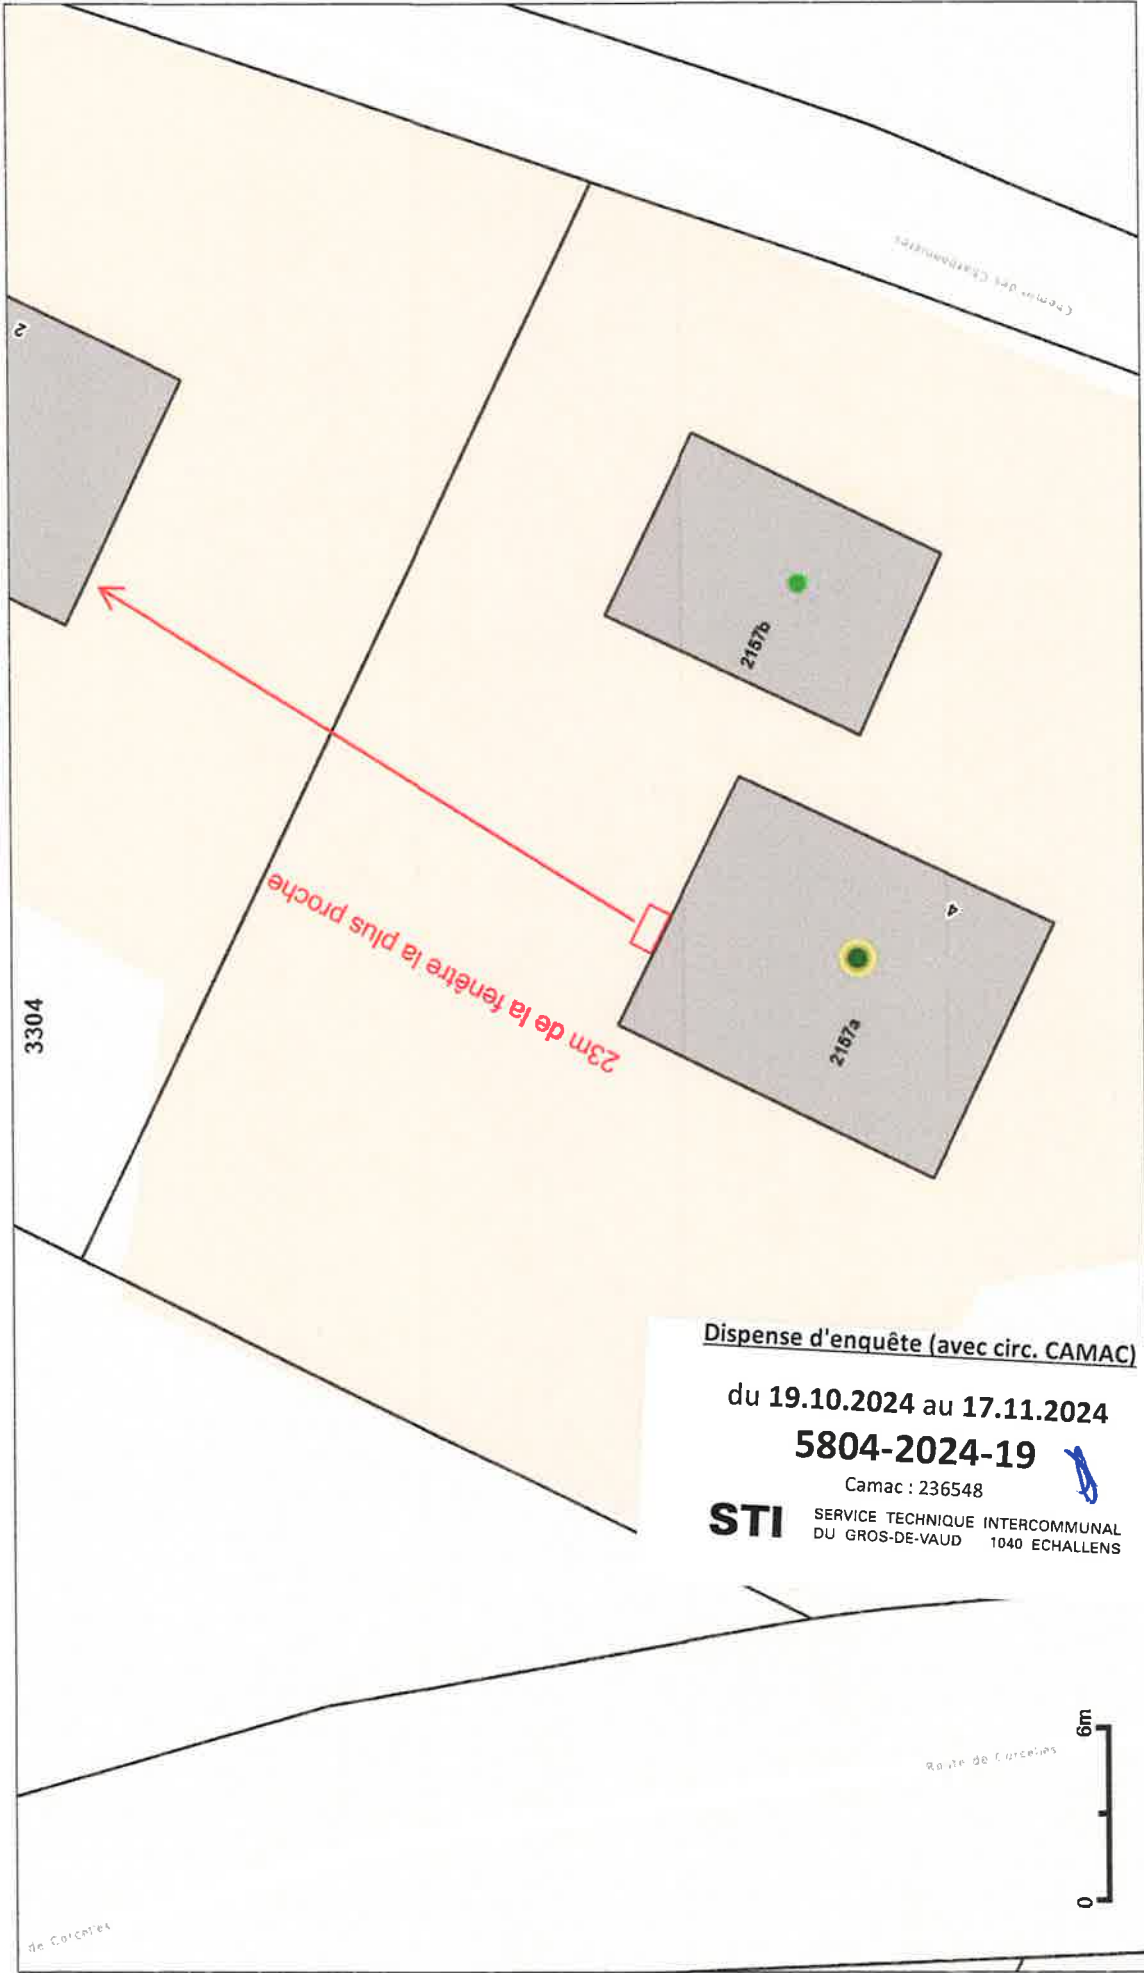 Chemin des Charbonnières
2
2157b
4
2157a
23m de la fenêtre la plus proche
3304
Dispense d'enquête (avec circ. CAMAC)
du 19.10.2024 au 17.11.2024
5804-2024-19
Camac : 236548
STI SERVICE TECHNIQUE INTERCOMMUNAL
DU GROS-DE-VAUD 1040 ECHALLENS
Route de Corcelles
6m
0
de Corcelles